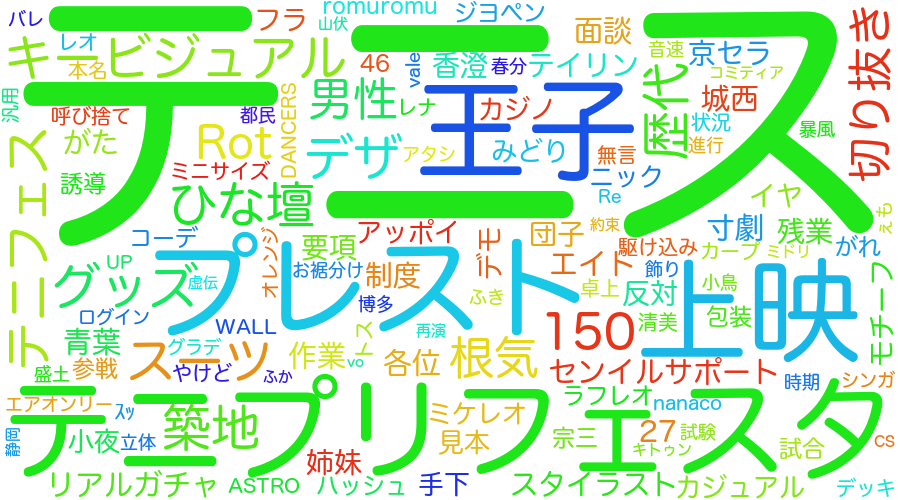 バレ
フラ
山伏
romuromu
ジョペン
面談
音速
京セラ
コミティア
切り抜き
キービジュアル
レオ
本名
46
vale
香澄
春分
テイリン
テニス
王子
歴代
城西
状況
進行
暴風
汎用
呼び捨て
都民
DANCERS
男性
レナ
カジノ
がた
Rot
デザ
アタシ
みどり
無言
ニック
Re
誘導
ミニサイズ
ひな壇
イヤ
約束
えも
テニフェス
コーデ
オレンジ
要項
アッポイ
デモ
団子
寸劇
残業
駆け込み
カーブ
ミドリ
がれ
グッズ
UP
虚伝
お裾分け
制度
プレスト
エイト
飾り
小鳥
モチーフ
ログイン
WALL
博多
再演
ふき
卓上
反対
清美
包装
上映
青葉
グラデ
スーツ
作業
トス
vo
各位
根気
150
センイルサポート
時期
シンガ
盛土
参戦
やけど
ふか
テニプリフェスタ
エアオンリー
ｽｯ
築地
ミケレオ
見本
ラフレオ
nanaco
静岡
小夜
立体
姉妹
宗三
27
試験
キトゥン
試合
CS
リアルガチャ
ASTRO
ハッシュ
手下
スタイラスト
カジュアル
デッキ